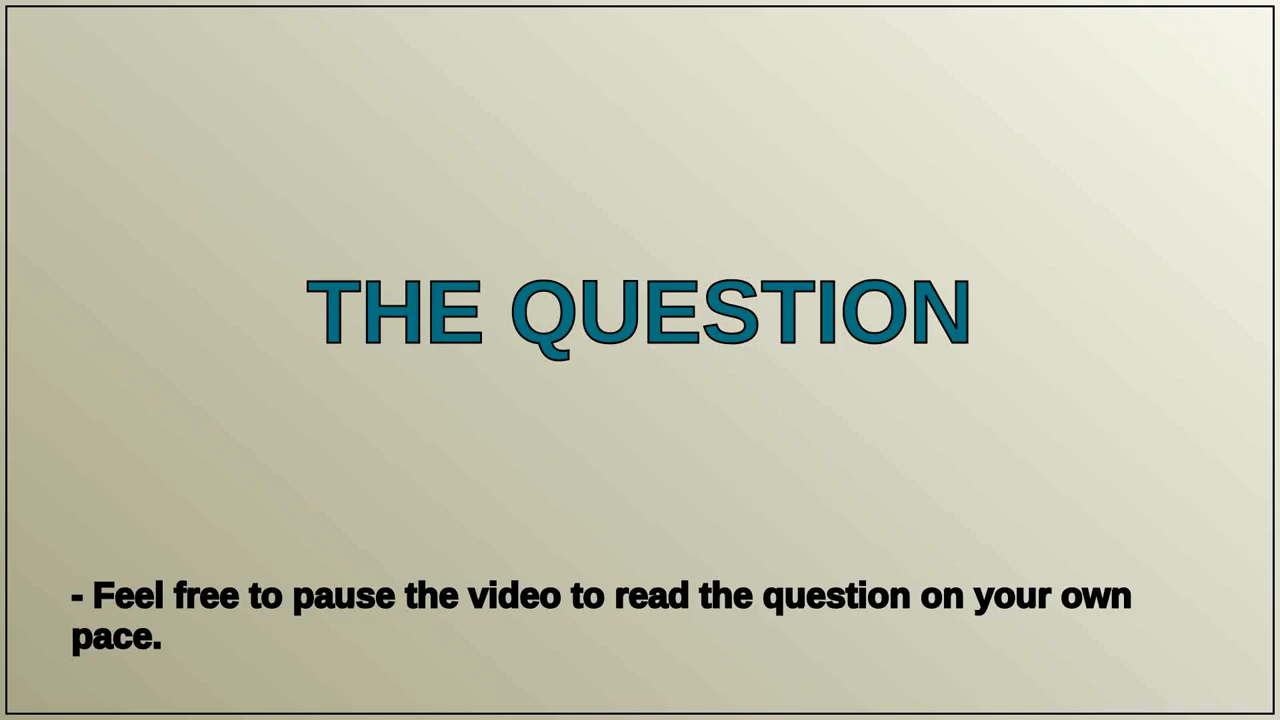 THE QUESTION
- Feel free to pause the video to read the question on your own
pace.